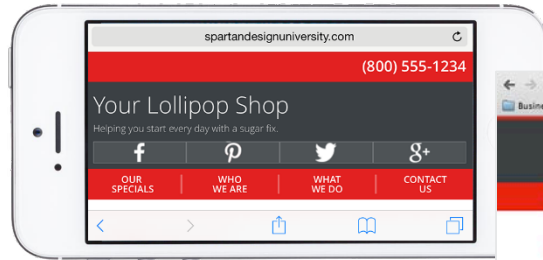 spartandesignuniversity.com
(800) 555-1234
Your Lollipop Shop
Helping you start every day with a sugar fix.
f
8+
OUR SPECIALS
WHO WE ARE
WHAT WE DO
CONTACT US